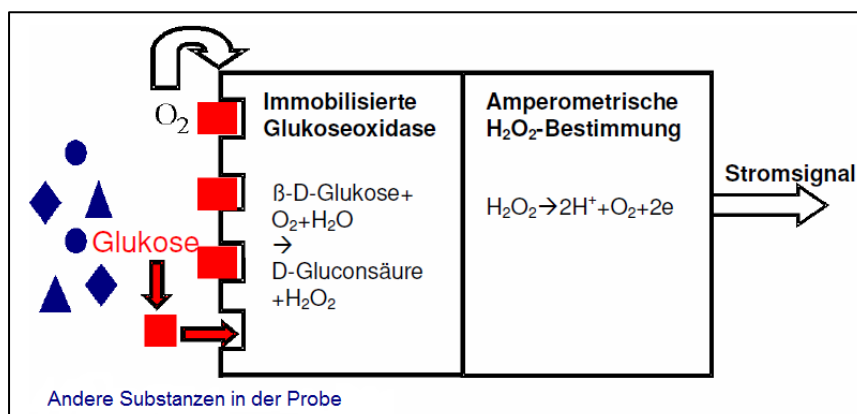 O₂
Glukose
Andere Substanzen in der Probe
Immobilisierte
Glukoseoxidase
ß-D-Glukose+
O₂+H₂O
→
D-Gluconsäure
+H₂O₂
Amperometrische
H₂O₂-Bestimmung
H₂O₂→2H⁺+O₂+2e
Stromsignal